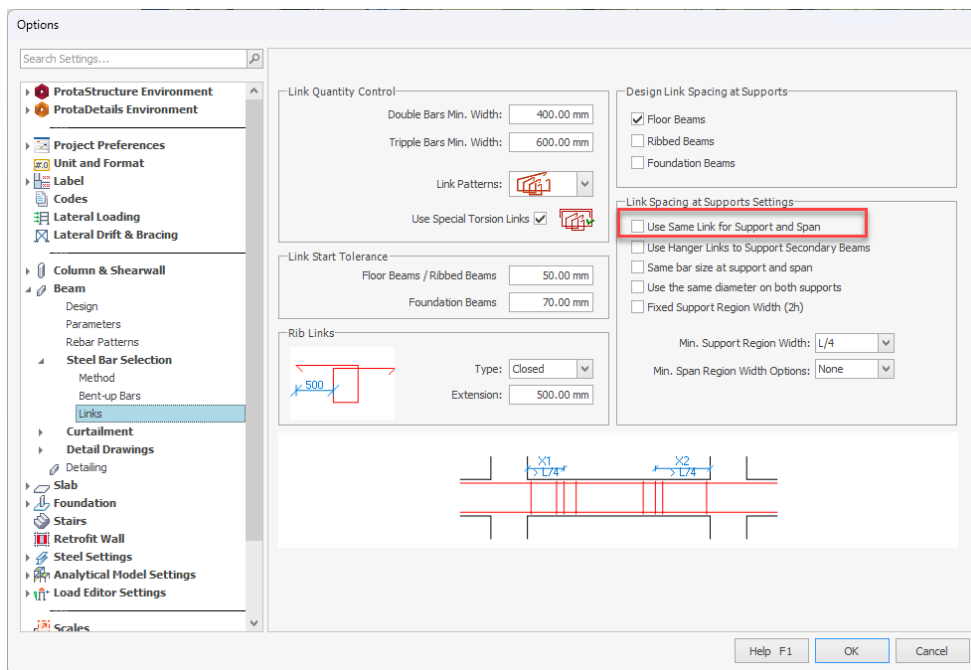 Options
Search Settings...
ProtaStructure Environment
ProtaDetails Environment
Project Preferences
#.0 Unit and Format
Label
Codes
Lateral Loading
Lateral Drift & Bracing
Column & Shearwall
Beam
Design
Parameters
Rebar Patterns
Steel Bar Selection
Method
Bent-up Bars
Links
Curtailment
Detail Drawings
Detailing
Slab
Foundation
Stairs
Retrofit Wall
Steel Settings
Analytical Model Settings
Load Editor Settings
Scales
Link Quantity Control
Double Bars Min. Width: 400.00 mm
Tripple Bars Min. Width: 600.00 mm
Link Patterns:
Use Special Torsion Links
Link Start Tolerance
Floor Beams / Ribbed Beams 50.00 mm
Foundation Beams 70.00 mm
Rib Links
500
Type: Closed
Extension: 500.00 mm
Design Link Spacing at Supports
Floor Beams
Ribbed Beams
Foundation Beams
Link Spacing at Supports Settings
Use Same Link for Support and Span
Use Hanger Links to Support Secondary Beams
Same bar size at support and span
Use the same diameter on both supports
Fixed Support Region Width (2h)
Min. Support Region Width: L/4
Min. Span Region Width Options: None
X1 X2
> L/4 > L/4
Help F1 OK Cancel